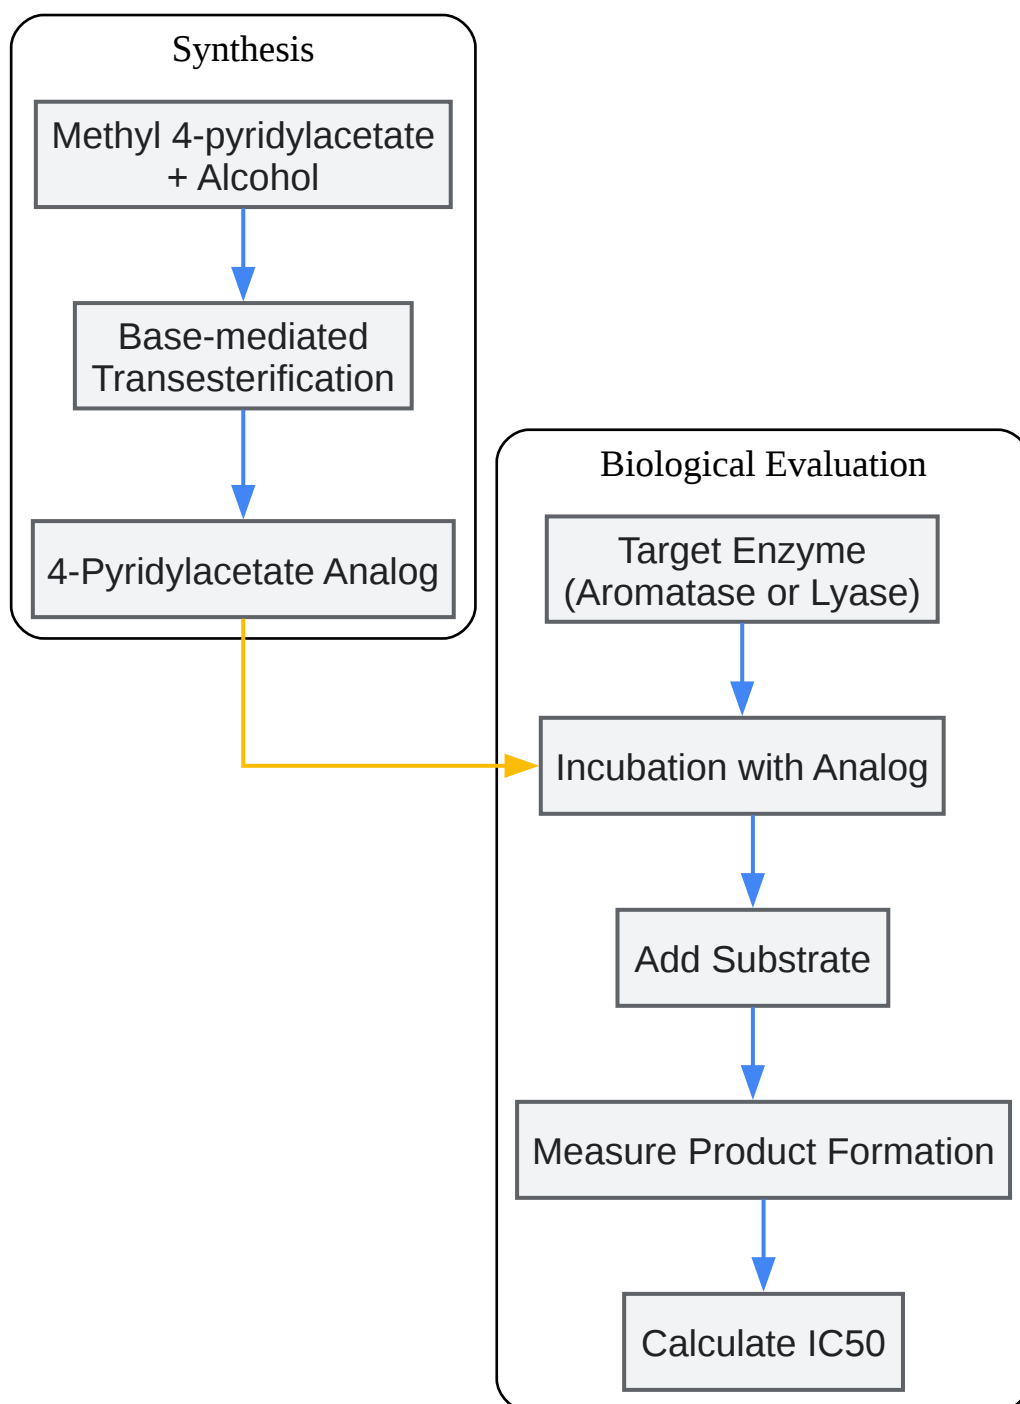 Synthesis
Methyl 4-pyridylacetate
+ Alcohol
Base-mediated
Transesterification
4-Pyridylacetate Analog
Biological Evaluation
Target Enzyme
(Aromatase or Lyase)
Incubation with Analog
Add Substrate
Measure Product Formation
Calculate IC50